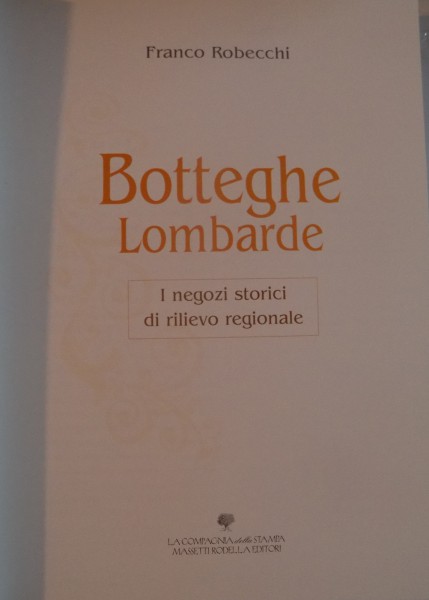 Franco Robecchi
Botteghe
Lombarde
I negozi storici
di rilievo regionale
LA COMPAGNIA della STAMPA
MASSETTI RODELLA EDITORI